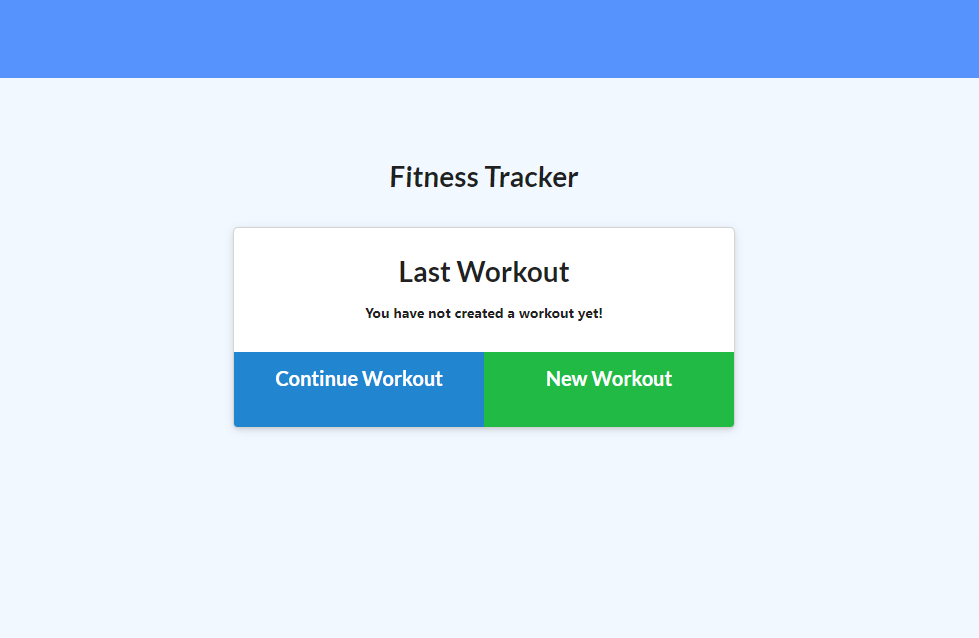 Fitness Tracker
Last Workout
You have not created a workout yet!
Continue Workout
New Workout